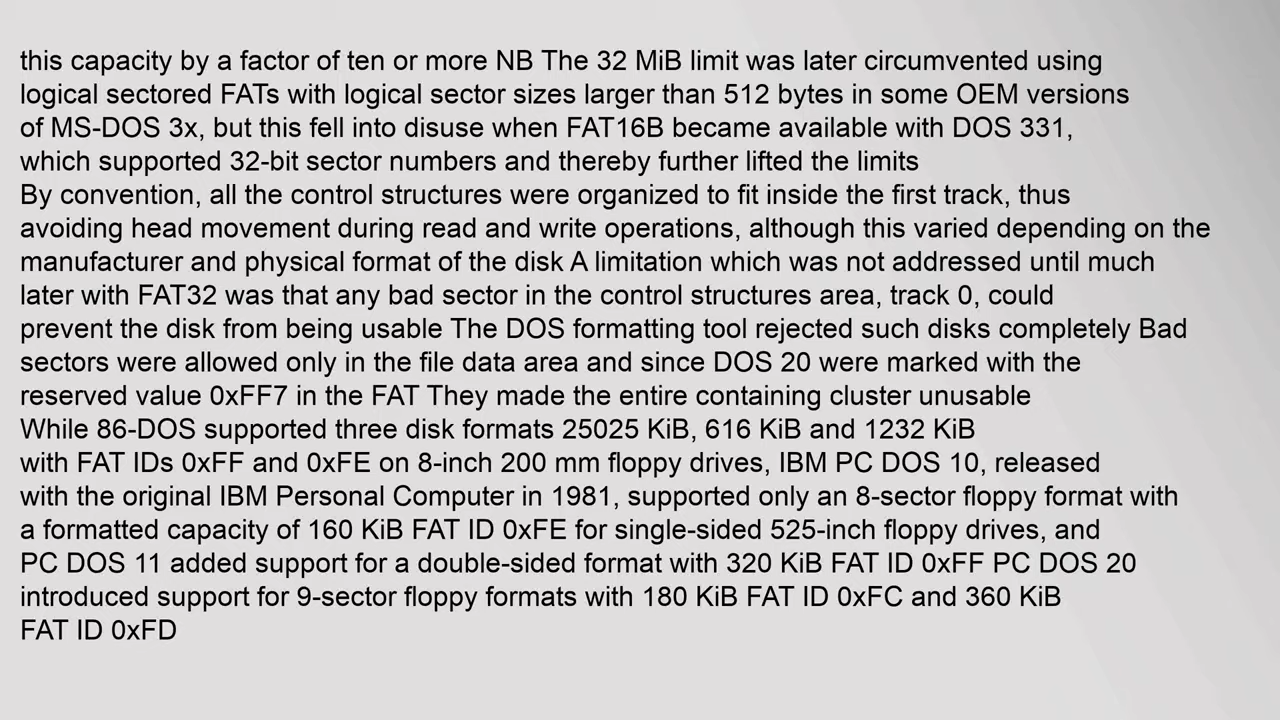 this capacity by a factor of ten or more NB The 32 MiB limit was later circumvented using
logical sectored FATs with logical sector sizes larger than 512 bytes in some OEM versions
of MS-DOS 3x, but this fell into disuse when FAT16B became available with DOS 331,
which supported 32-bit sector numbers and thereby further lifted the limits
By convention, all the control structures were organized to fit inside the first track, thus
avoiding head movement during read and write operations, although this varied depending on the
manufacturer and physical format of the disk A limitation which was not addressed until much
later with FAT32 was that any bad sector in the control structures area, track 0, could
prevent the disk from being usable The DOS formatting tool rejected such disks completely Bad
sectors were allowed only in the file data area and since DOS 20 were marked with the
reserved value 0xFF7 in the FAT They made the entire containing cluster unusable
While 86-DOS supported three disk formats 25025 KiB, 616 KiB and 1232 KiB
with FAT IDs 0xFF and 0xFE on 8-inch 200 mm floppy drives, IBM PC DOS 10, released
with the original IBM Personal Computer in 1981, supported only an 8-sector floppy format with
a formatted capacity of 160 KiB FAT ID 0xFE for single-sided 525-inch floppy drives, and
PC DOS 11 added support for a double-sided format with 320 KiB FAT ID 0xFF PC DOS 20
introduced support for 9-sector floppy formats with 180 KiB FAT ID 0xFC and 360 KiB
FAT ID 0xFD